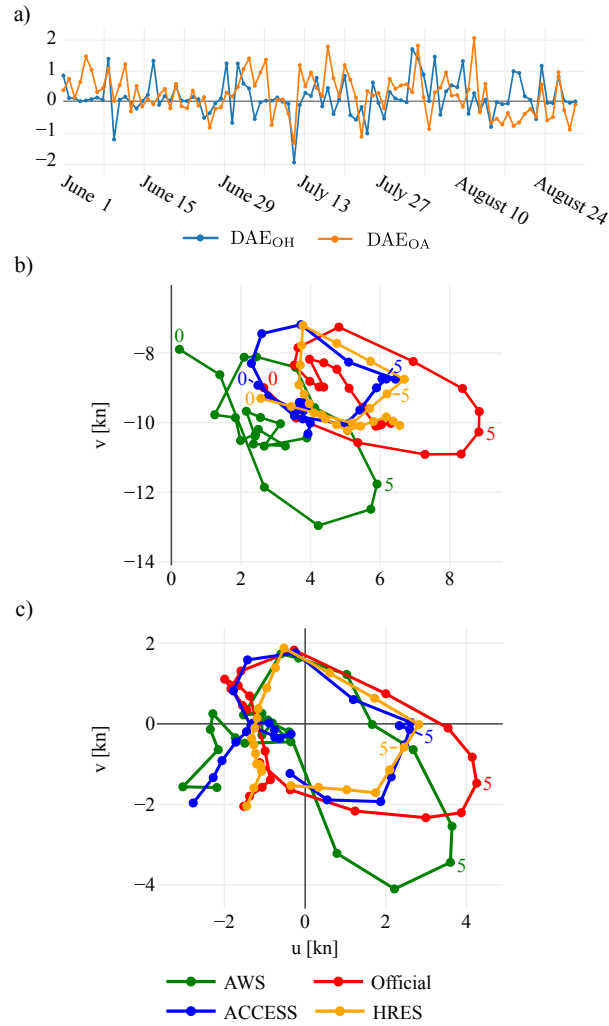 a)
2
1
0
−1
−2
June 1
June 15
June 29
July 13
July 27
August 10
August 24
DAE_OH DAE_OA
b)
v [kn]
−8
−10
−12
−14
0
0 0
0
5
5
5
5
0 2 4 6 8
c)
v [kn]
2
0
−2
−4
5
5
5
5
−2 0 2 4
u [kn]
AWS Official
ACCESS HRES